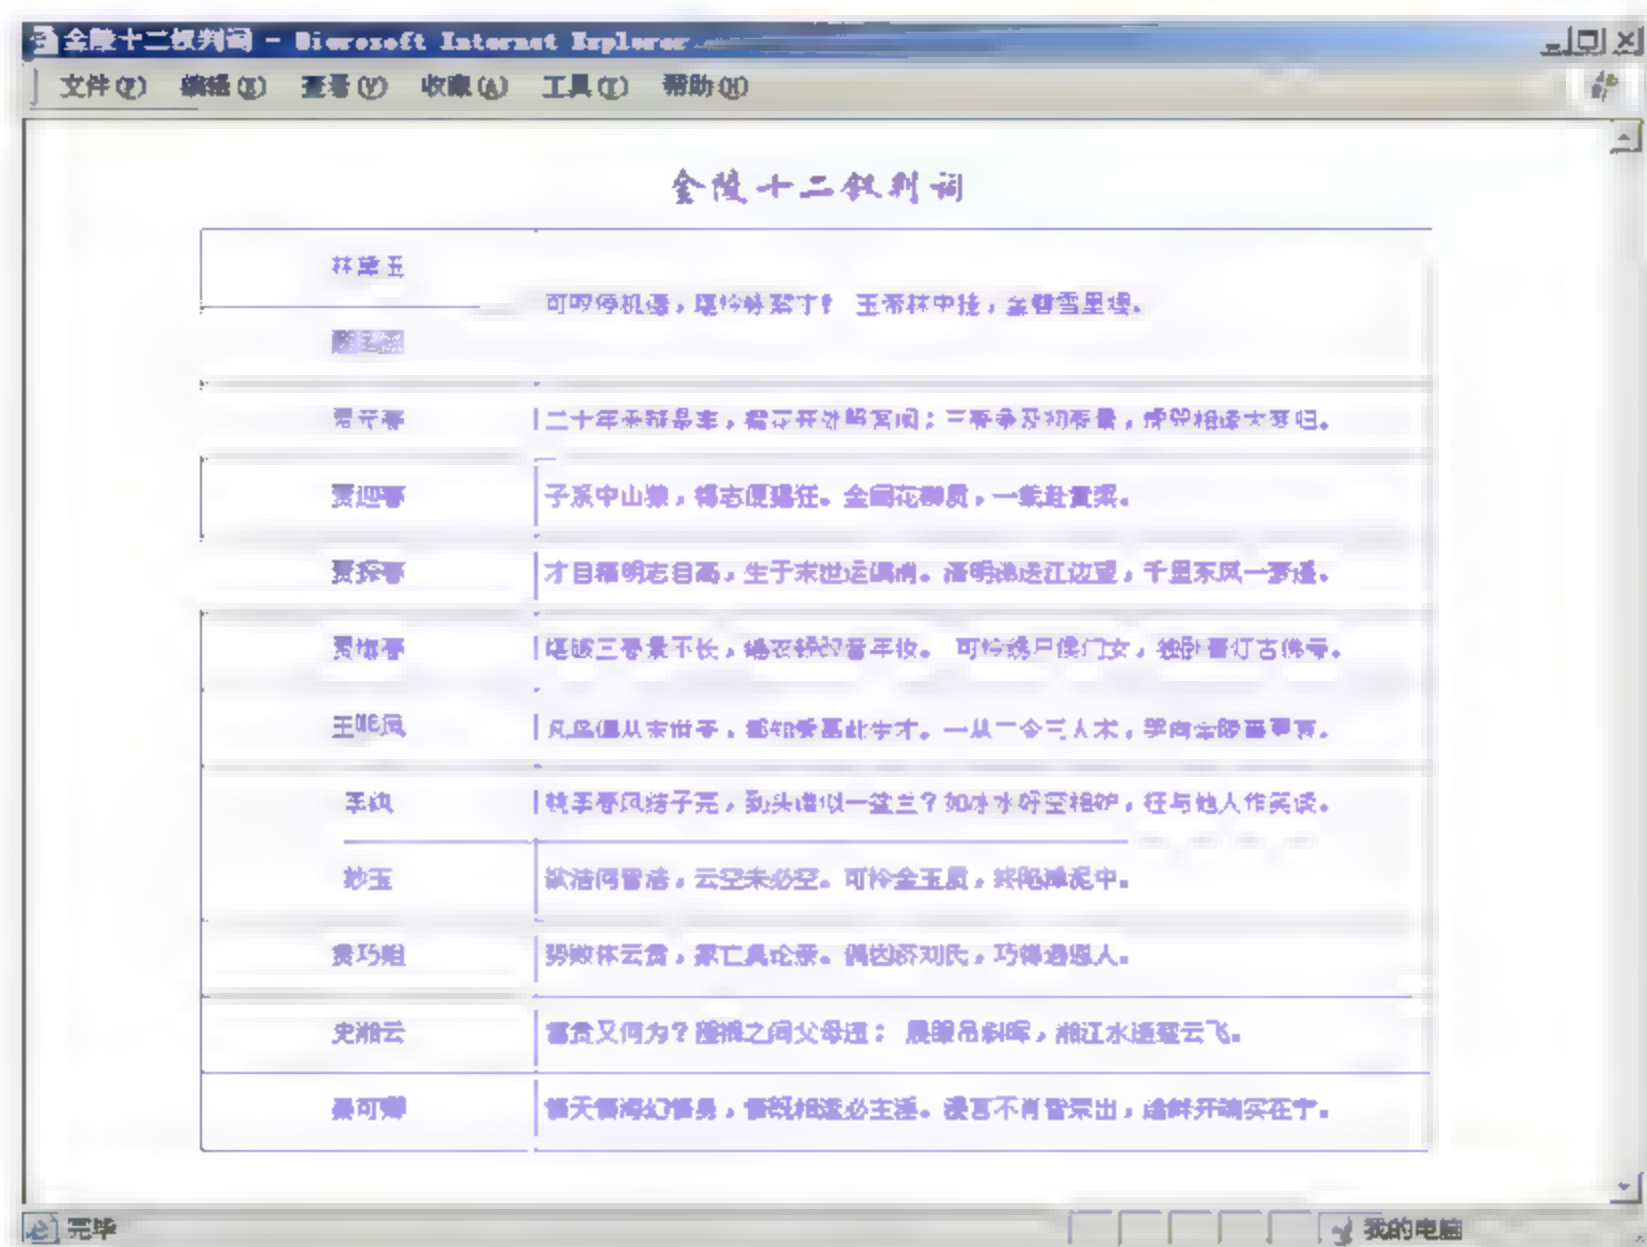 金陵十二钗判词 - Microsoft Internet Explorer
文件(F) 编辑(E) 查看(V) 收藏(A) 工具(T) 帮助(H)
金陵十二钗判词
林黛玉
可叹停机德，堪怜咏絮才！ 玉带林中挂，金簪雪里埋。
薛宝钗
贾元春 二十年来辨是非，榴花开处照宫闱；三春争及初春景，虎兕相逢大梦归。
贾迎春 子系中山狼，得志便猖狂。金闺花柳质，一载赴黄粱。
贾探春 才自精明志自高，生于末世运偏消。清明涕送江边望，千里东风一梦遥。
贾惜春 堪破三春景不长，缁衣顿改昔年妆。 可怜绣户侯门女，独卧青灯古佛旁。
王熙凤 凡鸟偏从末世来，都知爱慕此生才。一从二令三人木，哭向金陵事更哀。
李纨 桃李春风结子完，到头谁似一盆兰？如冰水好空相妒，枉与他人作笑谈。
妙玉 欲洁何曾洁，云空未必空。可怜金玉质，终陷淖泥中。
贾巧姐 势败休云贵，家亡莫论亲。偶因济刘氏，巧得遇恩人。
史湘云 富贵又何为？襁褓之间父母违； 展眼吊斜晖，湘江水逝楚云飞。
秦可卿 情天情海幻情身，情既相逢必主淫。漫言不肖皆荣出，造衅开端实在宁。
完毕 我的电脑